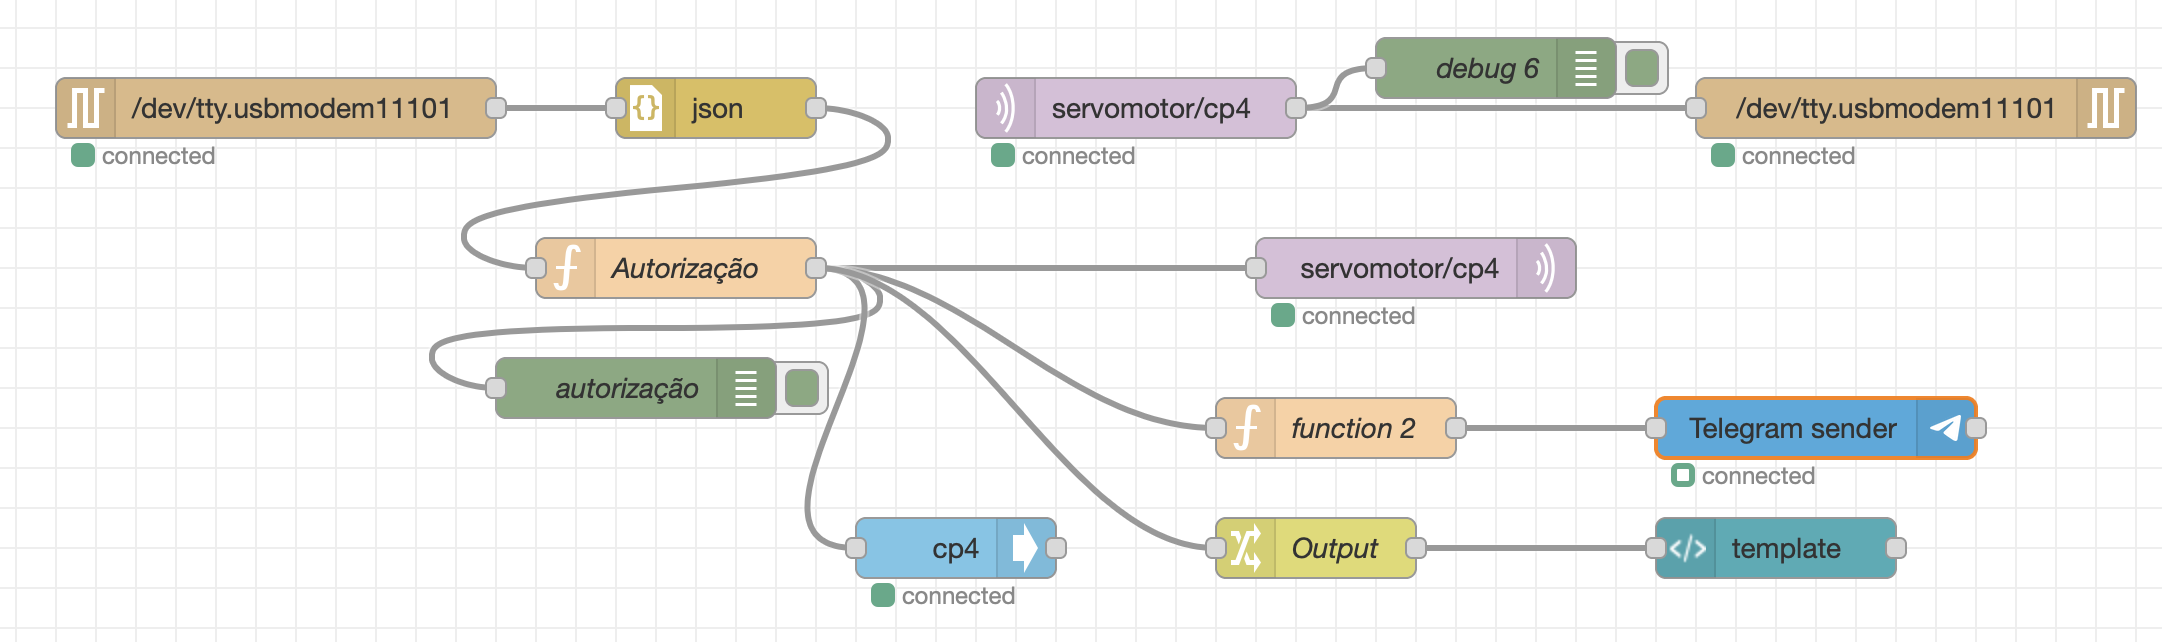 debug 6
/dev/tty.usbmodem11101
json
servomotor/cp4
/dev/tty.usbmodem11101
connected
connected
connected
Autorização
servomotor/cp4
connected
autorização
function 2
Telegram sender
connected
cp4
Output
template
connected